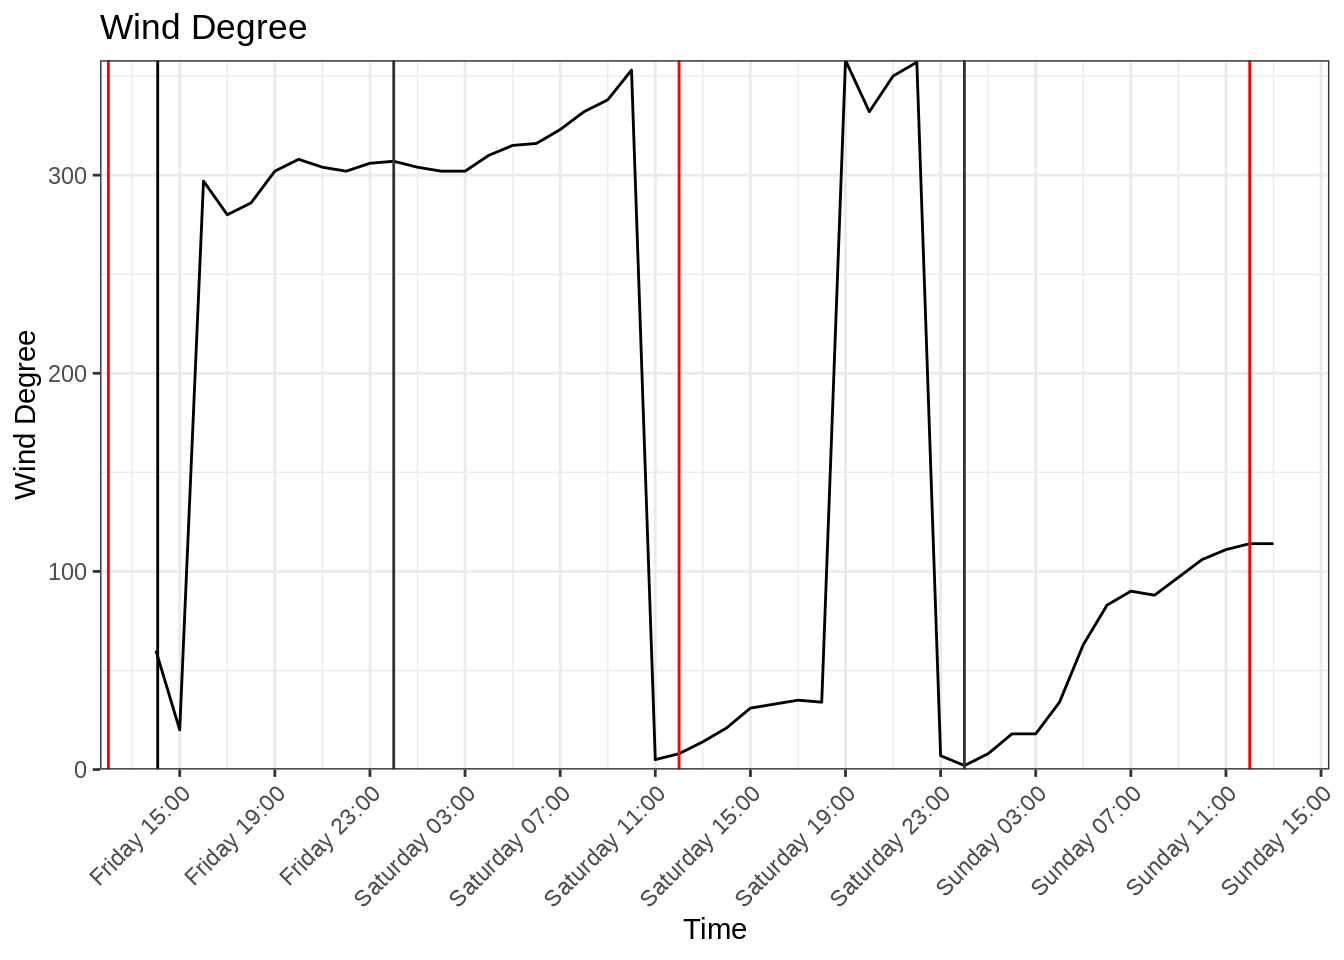 Wind Degree
Wind Degree
300
200
100
0
Friday 15:00
Friday 19:00
Friday 23:00
Saturday 03:00
Saturday 07:00
Saturday 11:00
Saturday 15:00
Saturday 19:00
Saturday 23:00
Sunday 03:00
Sunday 07:00
Sunday 11:00
Sunday 15:00
Time